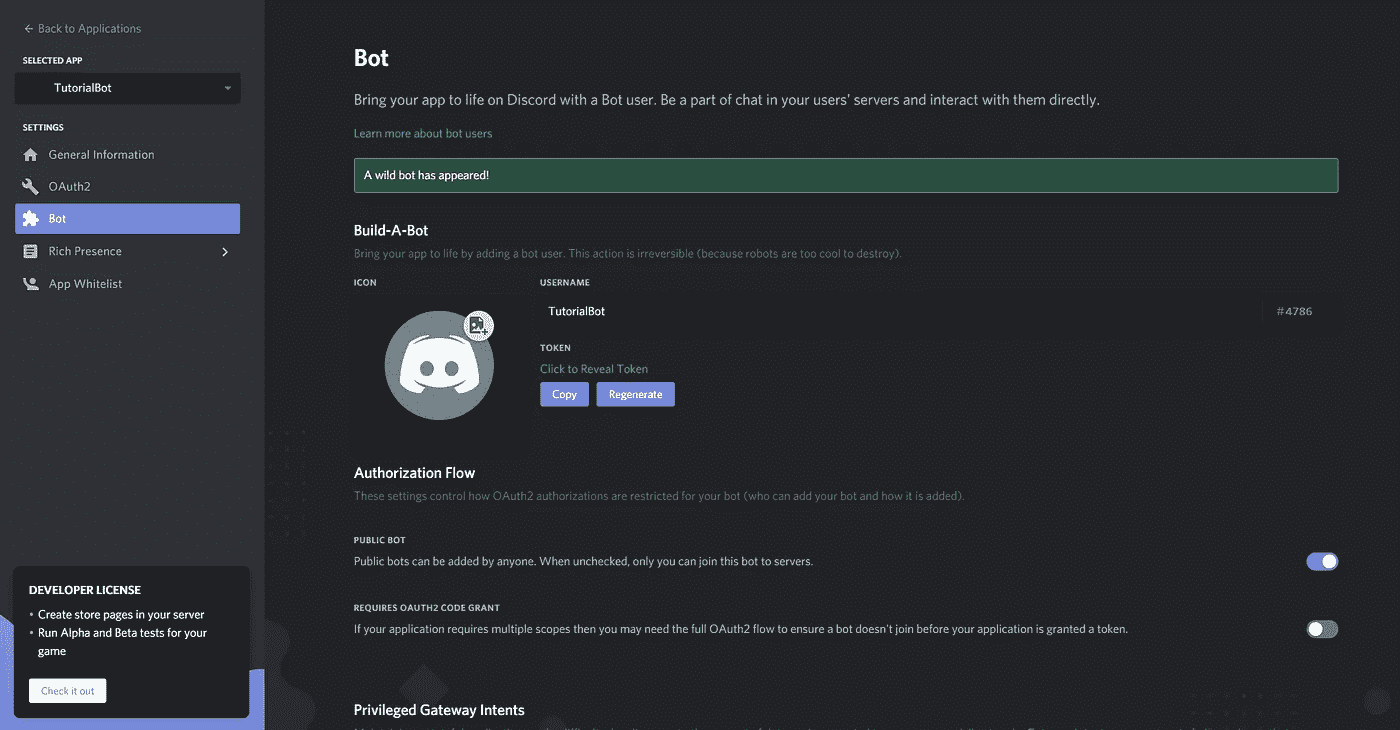 ← Back to Applications
SELECTED APP
TutorialBot
SETTINGS
General Information
OAuth2
Bot
Rich Presence
App Whitelist
DEVELOPER LICENSE
• Create store pages in your server
• Run Alpha and Beta tests for your
game
Check it out
Bot
Bring your app to life on Discord with a Bot user. Be a part of chat in your users' servers and interact with them directly.
Learn more about bot users
A wild bot has appeared!
Build-A-Bot
Bring your app to life by adding a bot user. This action is irreversible (because robots are too cool to destroy).
ICON
USERNAME
TutorialBot
#4786
TOKEN
Click to Reveal Token
Copy
Regenerate
Authorization Flow
These settings control how OAuth2 authorizations are restricted for your bot (who can add your bot and how it is added).
PUBLIC BOT
Public bots can be added by anyone. When unchecked, only you can join this bot to servers.
REQUIRES OAUTH2 CODE GRANT
If your application requires multiple scopes then you may need the full OAuth2 flow to ensure a bot doesn't join before your application is granted a token.
Privileged Gateway Intents